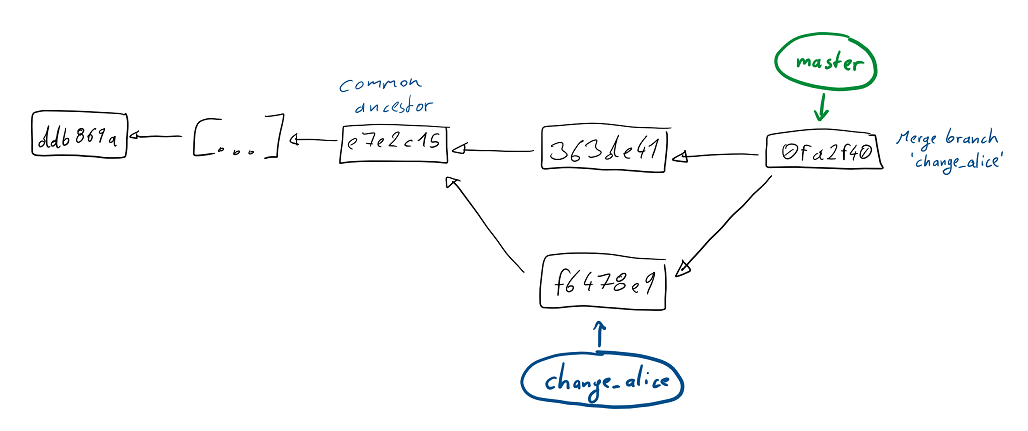 master
common
ancestor
ddb869a
[...]
e7e2c15
363de41
0fa2f40
Merge branch
'change_alice'
f6478e9
change_alice